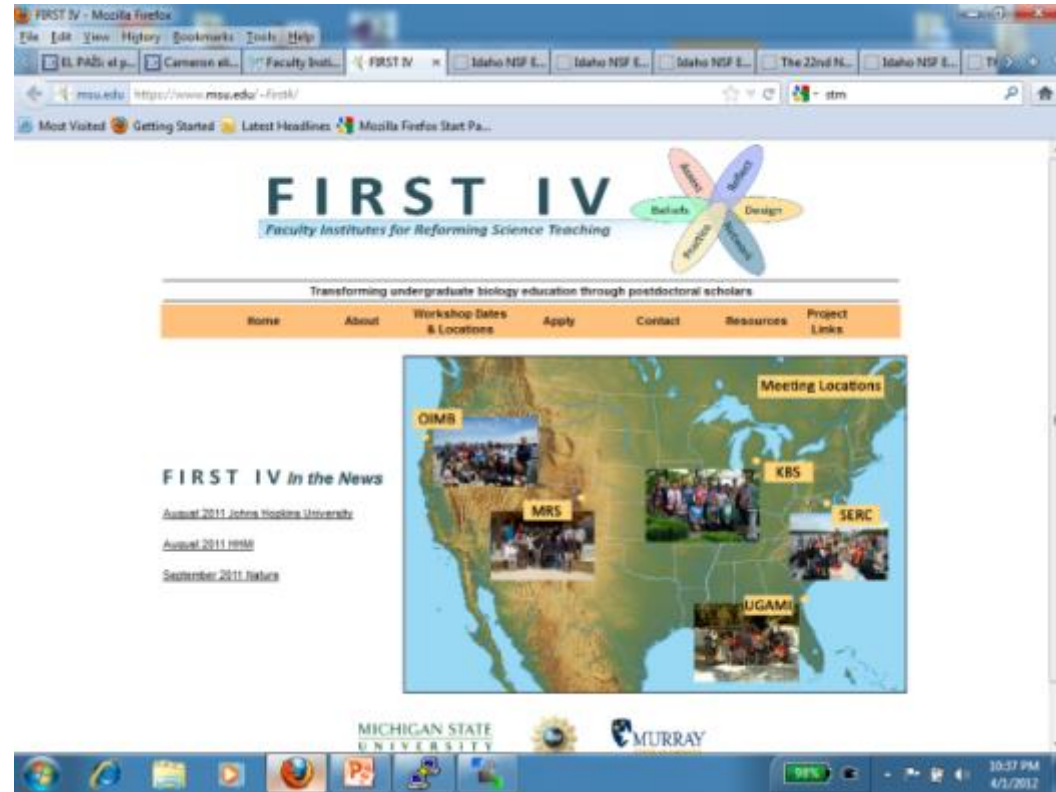 FIRST IV - Mozilla Firefox
File Edit View History Bookmarks Tools Help
EL PAÍS: el p... Cameron eli... Faculty Insti... FIRST IV × Idaho NSF E... Idaho NSF E... Idaho NSF E... The 22nd N... Idaho NSF E...
msu.edu https://www.msu.edu/~first4/ stm
Most Visited Getting Started Latest Headlines Mozilla Firefox Start Pa...
FIRST IV
Faculty Institutes for Reforming Science Teaching
Assess
Reflect
Beliefs
Design
Practice
Network
Transforming undergraduate biology education through postdoctoral scholars
Home About Workshop Dates & Locations Apply Contact Resources Project Links
Meeting Locations
OIMB
KBS
MRS
SERC
UGAMI
FIRST IV In the News
August 2011 Johns Hopkins University
August 2011 HHMI
September 2011 Nature
MICHIGAN STATE
UNIVERSITY
MURRAY
98%
10:37 PM
4/1/2012